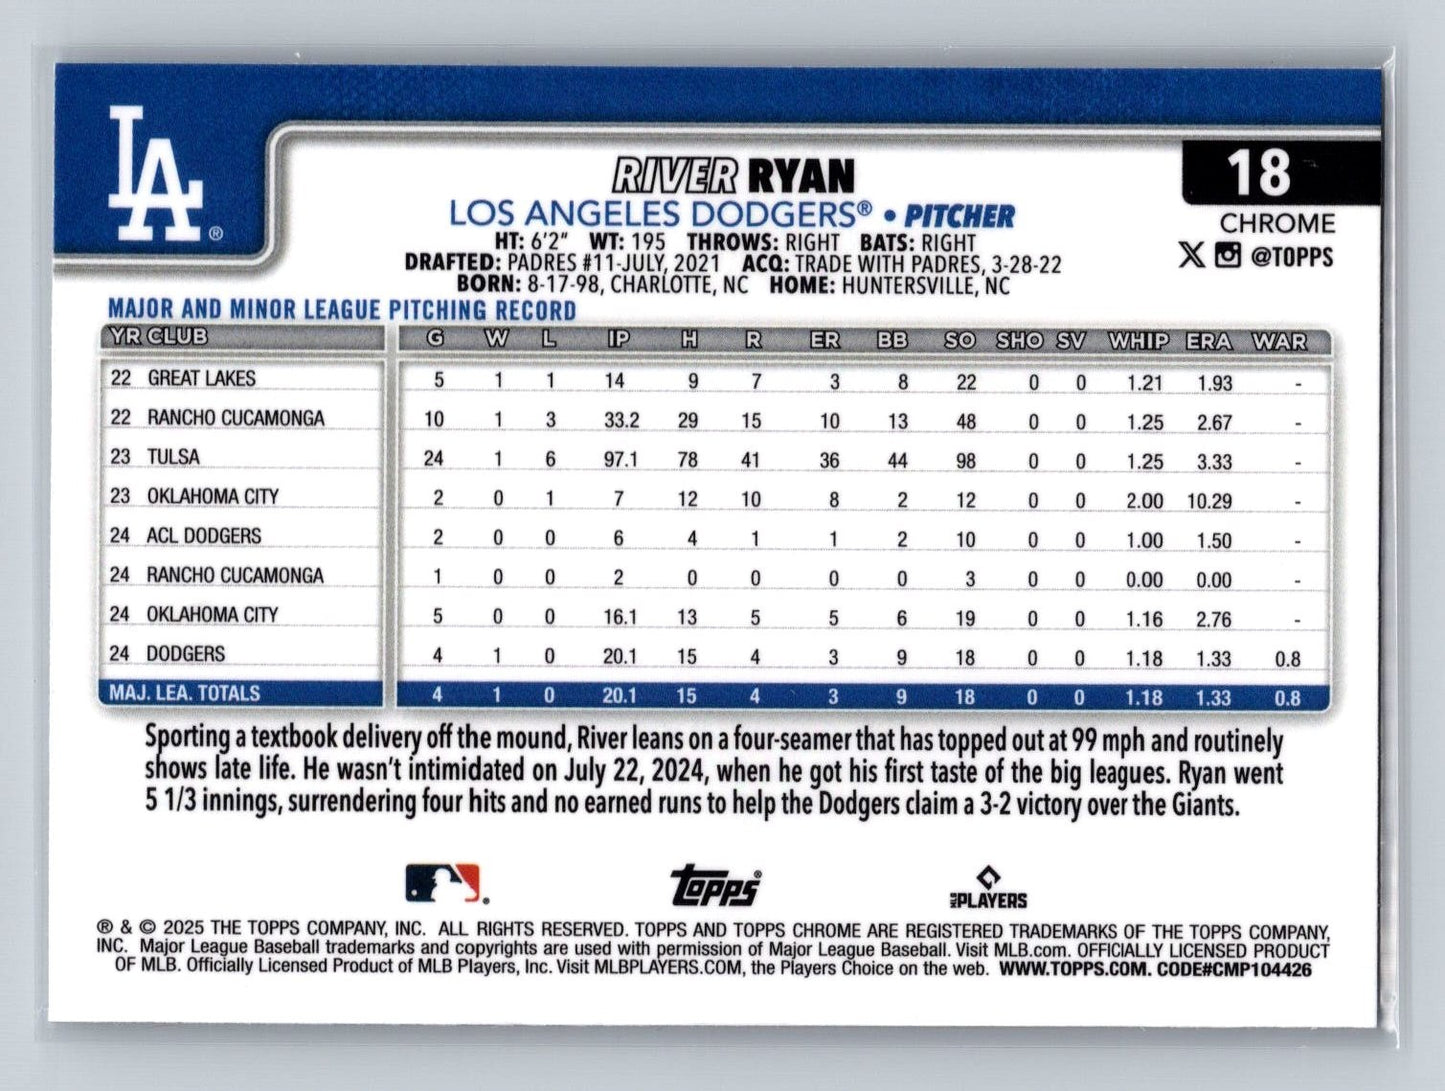 LA®
RIVER RYAN
18
LOS ANGELES DODGERS® • PITCHER
CHROME
HT: 6'2" WT: 195 THROWS: RIGHT BATS: RIGHT
X @TOPPS
DRAFTED: PADRES #11-JULY, 2021 ACQ: TRADE WITH PADRES, 3-28-22
BORN: 8-17-98, CHARLOTTE, NC HOME: HUNTERSVILLE, NC
MAJOR AND MINOR LEAGUE PITCHING RECORD
YR CLUB G W L IP H R ER BB SO SHO SV WHIP ERA WAR
22 GREAT LAKES 5 1 1 14 9 7 3 8 22 0 0 1.21 1.93 -
22 RANCHO CUCAMONGA 10 1 3 33.2 29 15 10 13 48 0 0 1.25 2.67 -
23 TULSA 24 1 6 97.1 78 41 36 44 98 0 0 1.25 3.33 -
23 OKLAHOMA CITY 2 0 1 7 12 10 8 2 12 0 0 2.00 10.29 -
24 ACL DODGERS 2 0 0 6 4 1 1 2 10 0 0 1.00 1.50 -
24 RANCHO CUCAMONGA 1 0 0 2 0 0 0 0 3 0 0 0.00 0.00 -
24 OKLAHOMA CITY 5 0 0 16.1 13 5 5 6 19 0 0 1.16 2.76 -
24 DODGERS 4 1 0 20.1 15 4 3 9 18 0 0 1.18 1.33 0.8
MAJ. LEA. TOTALS 4 1 0 20.1 15 4 3 9 18 0 0 1.18 1.33 0.8
Sporting a textbook delivery off the mound, River leans on a four-seamer that has topped out at 99 mph and routinely
shows late life. He wasn't intimidated on July 22, 2024, when he got his first taste of the big leagues. Ryan went
5 1/3 innings, surrendering four hits and no earned runs to help the Dodgers claim a 3-2 victory over the Giants.
Topps® MLB PLAYERS
® & © 2025 THE TOPPS COMPANY, INC. ALL RIGHTS RESERVED. TOPPS AND TOPPS CHROME ARE REGISTERED TRADEMARKS OF THE TOPPS COMPANY,
INC. Major League Baseball trademarks and copyrights are used with permission of Major League Baseball. Visit MLB.com. OFFICIALLY LICENSED PRODUCT
OF MLB. Officially Licensed Product of MLB Players, Inc. Visit MLBPLAYERS.COM, the Players Choice on the web. WWW.TOPPS.COM. CODE#CMP104426